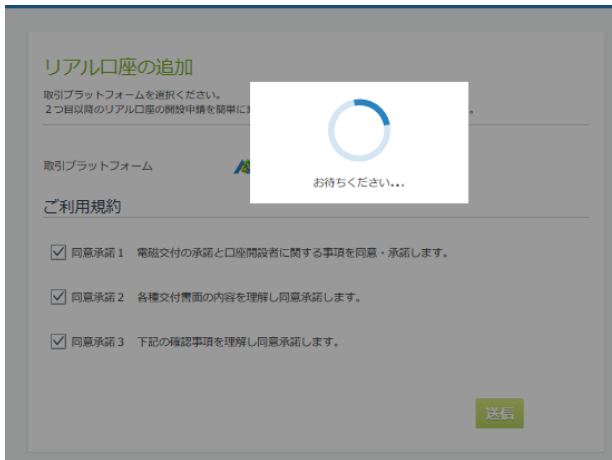 リアル口座の追加
取引プラットフォームを選択ください。
2つ目以降のリアル口座の開設申請を簡単に
お待ちください...
取引プラットフォーム
ご利用規約
同意承諾1 電磁交付の承諾と口座開設者に関する事項を同意・承諾します。
同意承諾2 各種交付書面の内容を理解し同意承諾します。
同意承諾3 下記の確認事項を理解し同意承諾します。
送信